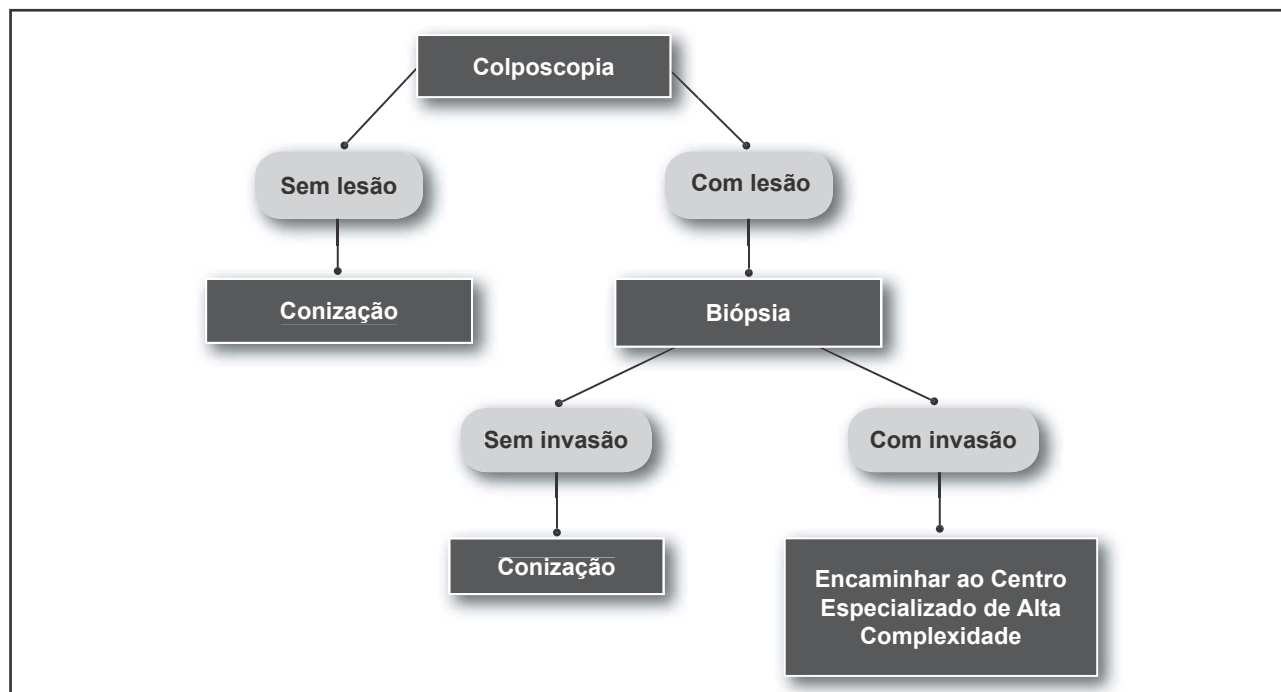 Colposcopia
Sem lesão
Com lesão
Conização
Biópsia
Sem invasão
Com invasão
Conização
Encaminhar ao Centro
Especializado de Alta
Complexidade